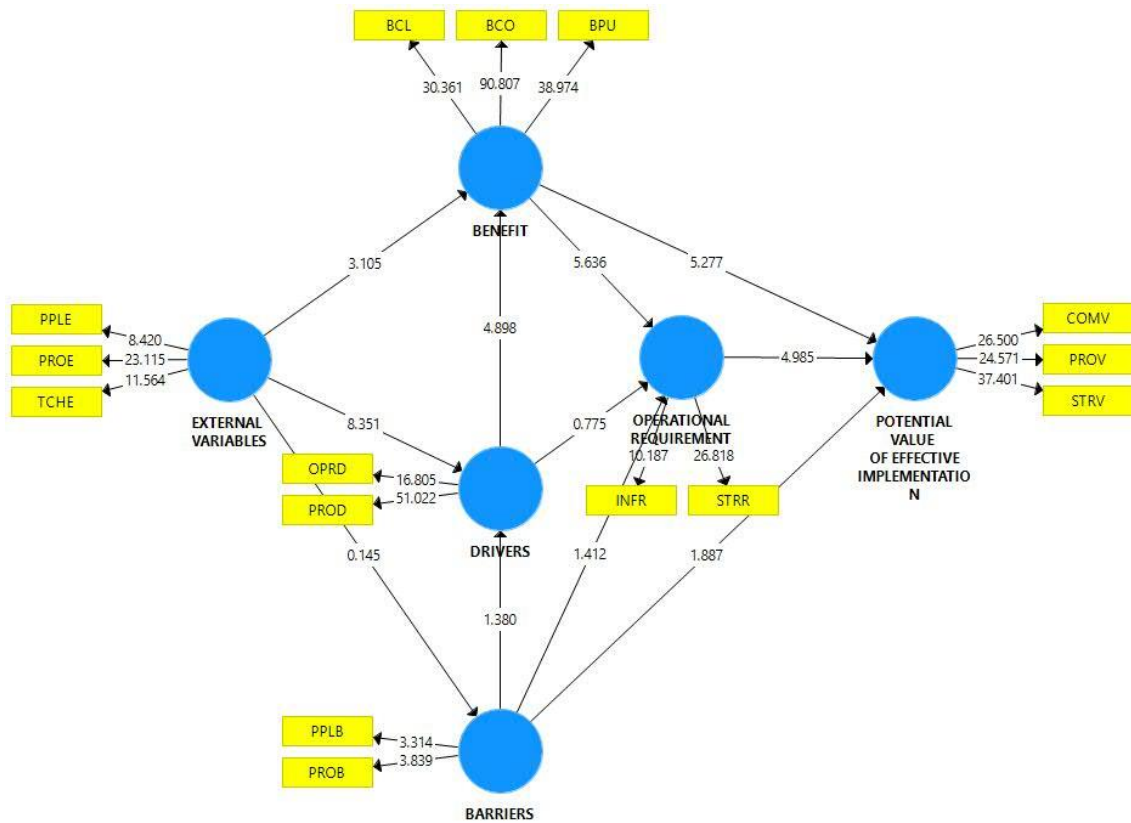 BCL
BCO
BPU
30.361
90.807
38.974
BENEFIT
3.105
5.636
5.277
4.898
PPLE
PROE
TCHE
8.420
23.115
11.564
EXTERNAL
VARIABLES
COMV
PROV
STRV
26.500
24.571
37.401
POTENTIAL
VALUE
OF EFFECTIVE
IMPLEMENTATIO
N
4.985
OPERATIONAL
REQUIREMENT
8.351
0.775
10.187
26.818
INFR
STRR
OPRD
PROD
16.805
51.022
DRIVERS
0.145
1.412
1.887
1.380
PPLB
PROB
3.314
3.839
BARRIERS